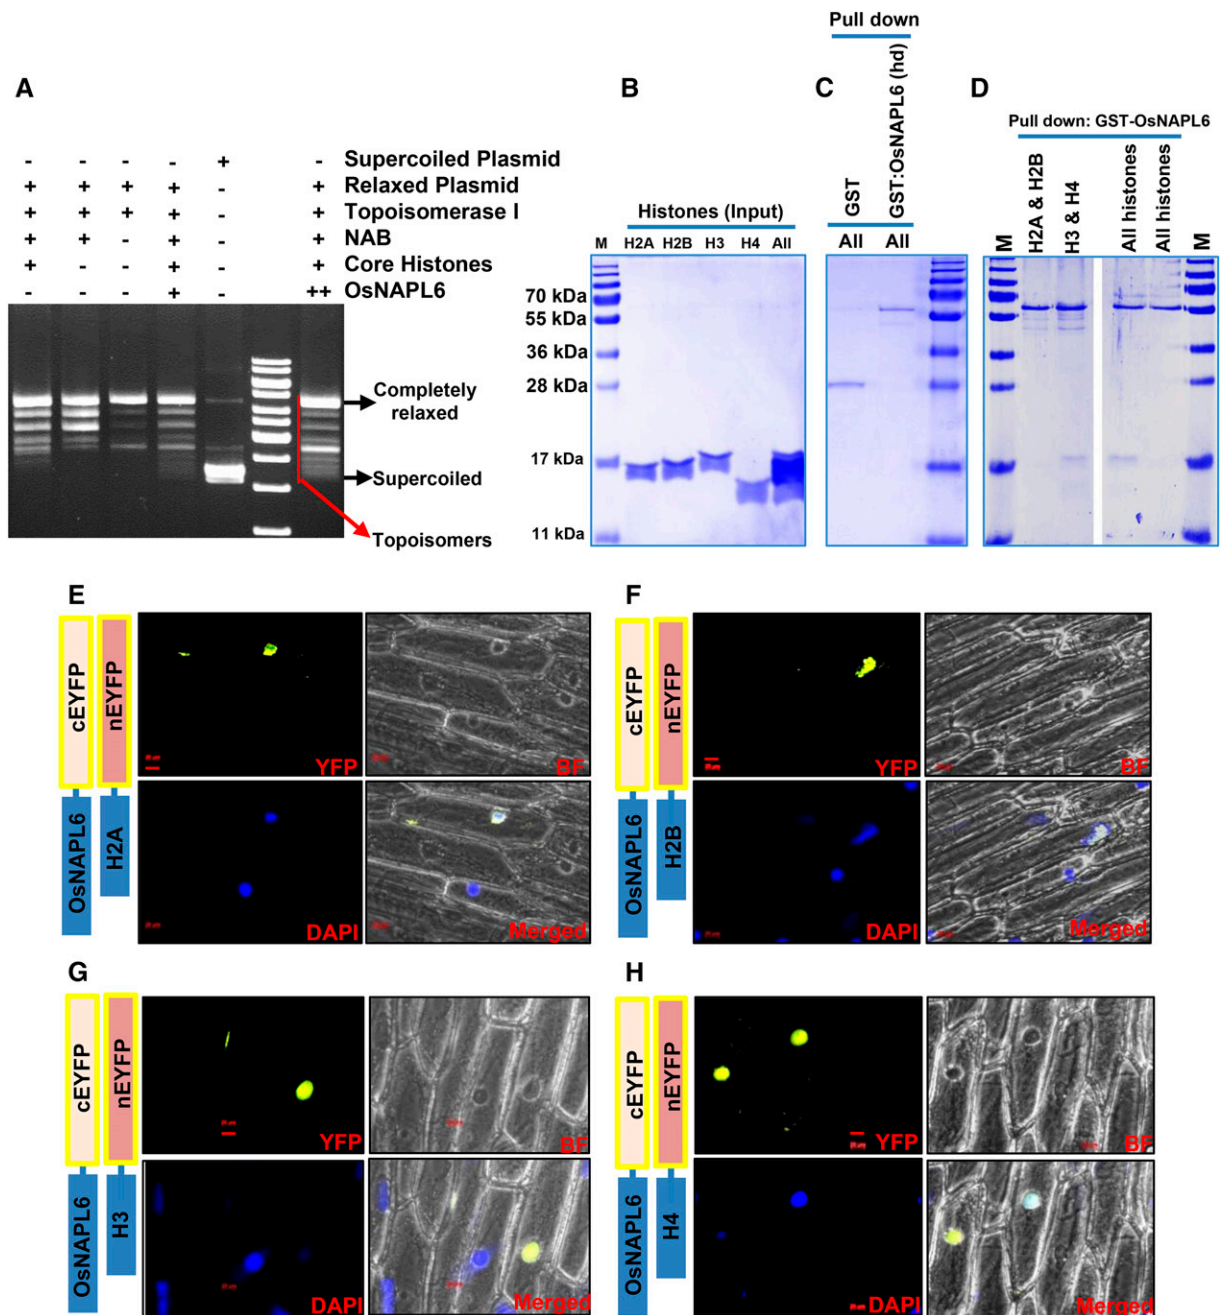 A
- - - - + - Supercoiled Plasmid
+ + + + - + Relaxed Plasmid
+ + + + - + Topoisomerase I
+ + - + - + NAB
+ - - + - + Core Histones
- - - + - ++ OsNAPL6
Completely
relaxed
Supercoiled
Topoisomers
B
Histones (Input)
M H2A H2B H3 H4 All
70 kDa
55 kDa
36 kDa
28 kDa
17 kDa
11 kDa
C
Pull down
GST
GST:OsNAPL6 (hd)
All All
D
Pull down: GST-OsNAPL6
M
H2A & H2B
H3 & H4
All histones
All histones
M
E
cEYFP
nEYFP
OsNAPL6
H2A
YFP
BF
DAPI
Merged
F
cEYFP
nEYFP
OsNAPL6
H2B
YFP
BF
DAPI
Merged
G
cEYFP
nEYFP
OsNAPL6
H3
YFP
BF
DAPI
Merged
H
cEYFP
nEYFP
OsNAPL6
H4
YFP
BF
DAPI
Merged